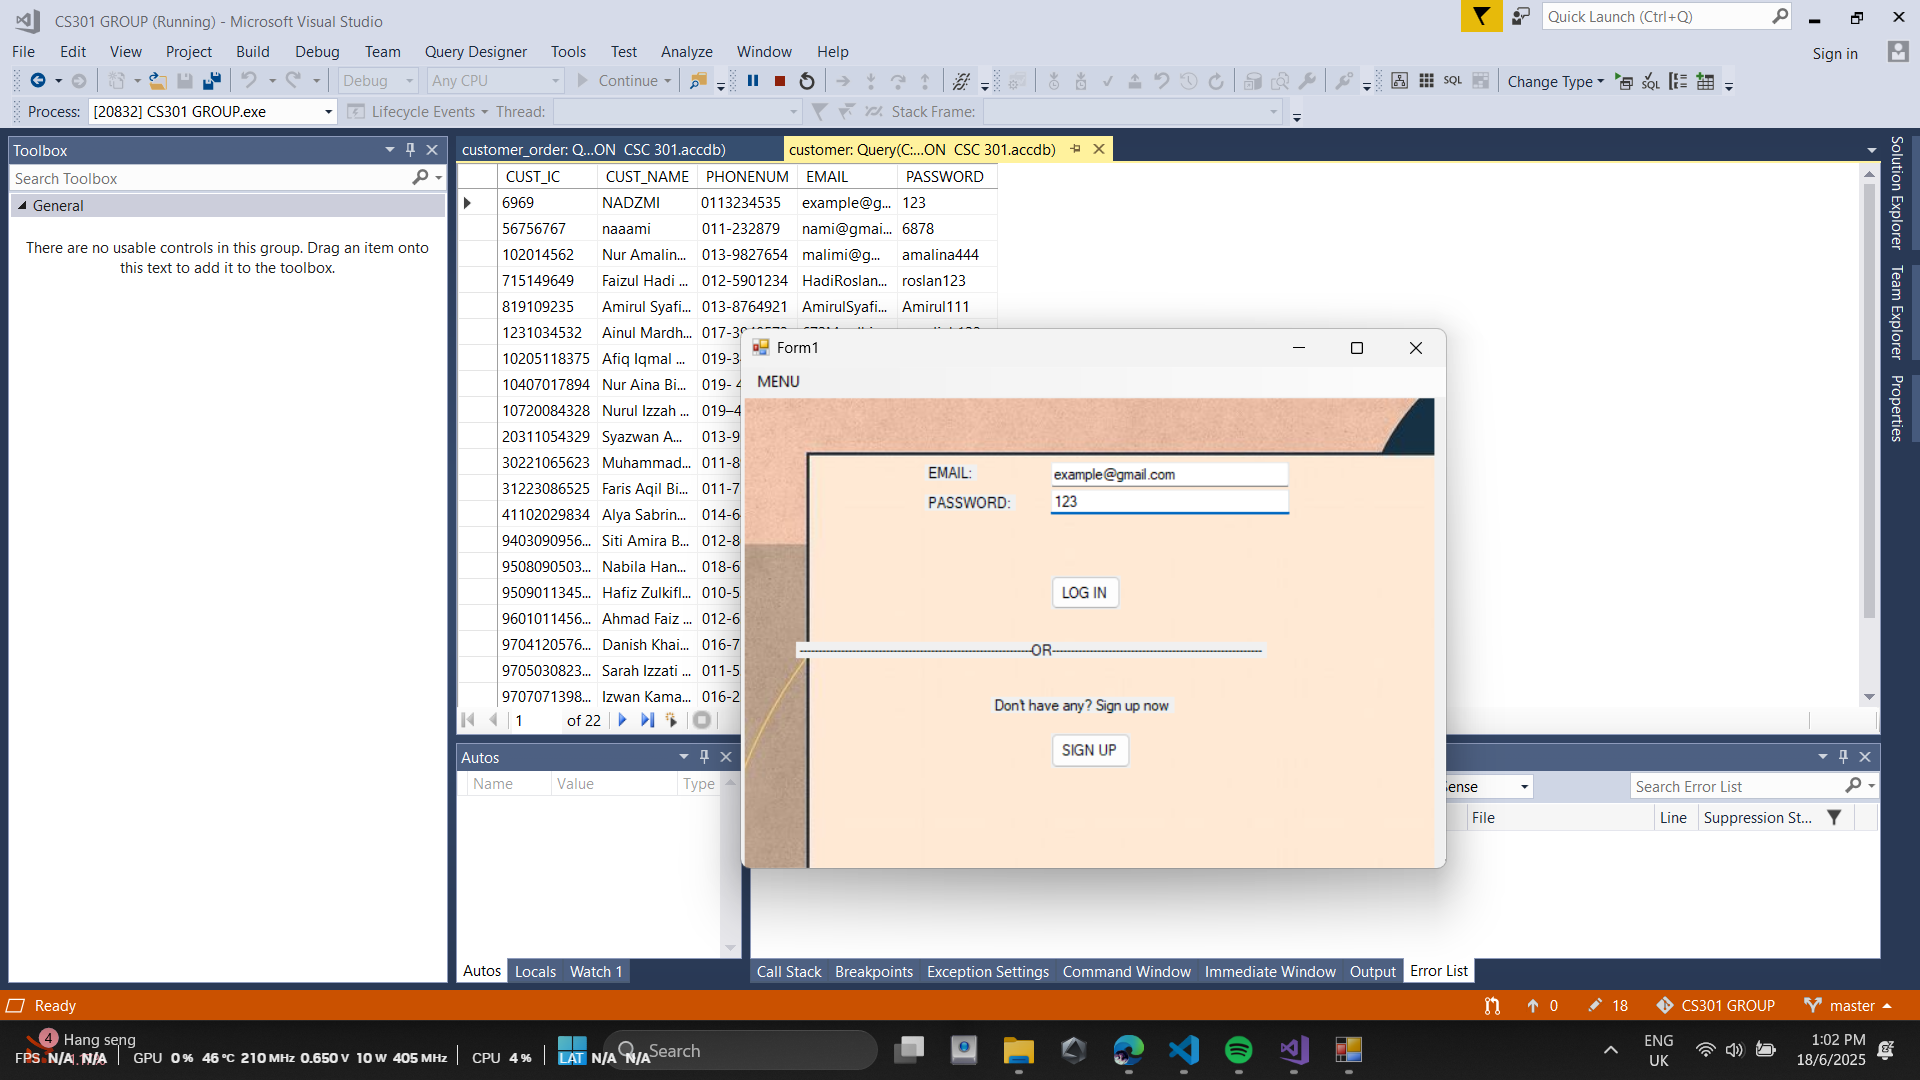 CS301 GROUP (Running) - Microsoft Visual Studio
Quick Launch (Ctrl+Q)
File Edit View Project Build Debug Team Query Designer Tools Test Analyze Window Help
Sign in
Debug Any CPU Continue SQL Change Type SQL
Process: [20832] CS301 GROUP.exe Lifecycle Events Thread: Stack Frame:
Toolbox
Search Toolbox
General
There are no usable controls in this group. Drag an item onto
this text to add it to the toolbox.
customer_order: Q...ON CSC 301.accdb) customer: Query(C:...ON CSC 301.accdb)
CUST_IC CUST_NAME PHONENUM EMAIL PASSWORD
6969 NADZMI 0113234535 example@g... 123
56756767 naaami 011-232879 nami@gmai... 6878
102014562 Nur Amalin... 013-9827654 malimi@g... amalina444
715149649 Faizul Hadi ... 012-5901234 HadiRoslan... roslan123
819109235 Amirul Syafi... 013-8764921 AmirulSyafi... Amirul111
1231034532 Ainul Mardh...
10205118375 Afiq Iqmal ... 019-3
10407017894 Nur Aina Bi... 019- 4
10720084328 Nurul Izzah ... 019–4
20311054329 Syazwan A... 013-9
30221065623 Muhammad... 011-8
31223086525 Faris Aqil Bi... 011-7
41102029834 Alya Sabrin... 014-6
9403090956... Siti Amira B... 012-8
9508090503... Nabila Han... 018-6
9509011345... Hafiz Zulkifl... 010-5
9601011456... Ahmad Faiz ... 012-6
9704120576... Danish Khai... 016-7
9705030823... Sarah Izzati ... 011-5
9707071398... Izwan Kama... 016-2
1 of 22
Form1
MENU
EMAIL: example@gmail.com
PASSWORD: 123
LOG IN
---OR---
Don't have any? Sign up now
SIGN UP
Autos
Name Value Type
Autos Locals Watch 1
Sense Search Error List
File Line Suppression St...
Call Stack Breakpoints Exception Settings Command Window Immediate Window Output Error List
Solution Explorer
Team Explorer
Properties
Ready 0 18 CS301 GROUP master
4 Hang seng
FPS N/A N/A GPU 0 % 46 °C 210 MHz 0.650 V 10 W 405 MHz CPU 4 % LAT N/A N/A
Search
ENG
UK
1:02 PM
18/6/2025